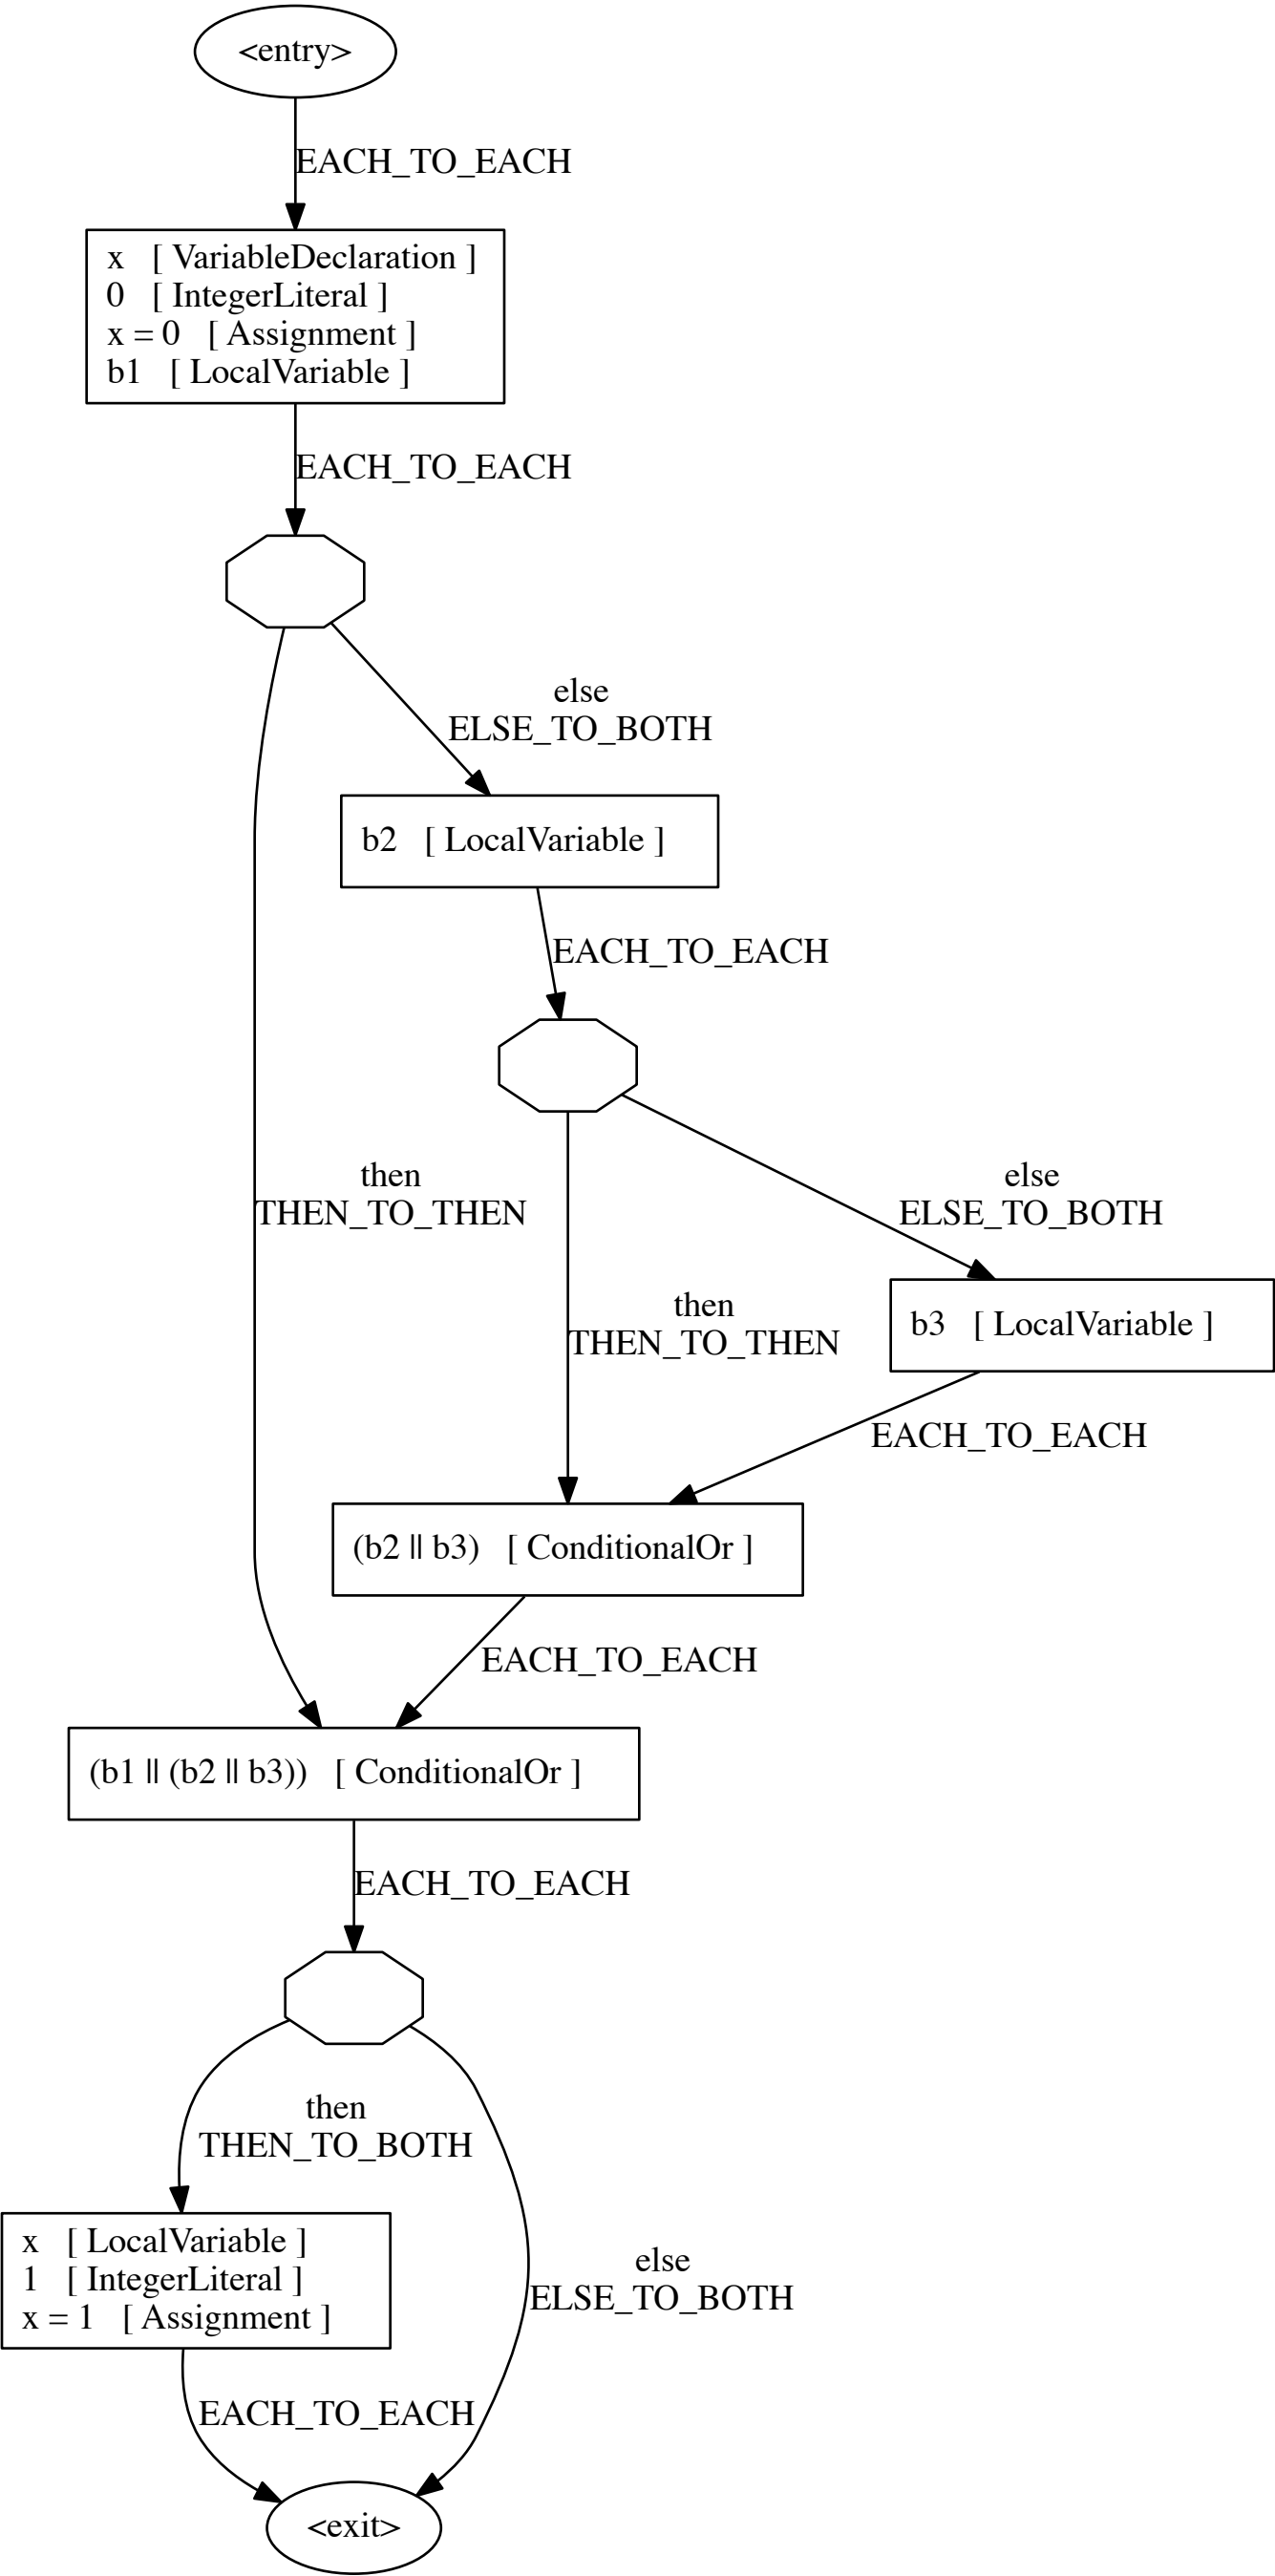 <entry>
EACH_TO_EACH
x [ VariableDeclaration ]
0 [ IntegerLiteral ]
x = 0 [ Assignment ]
b1 [ LocalVariable ]
EACH_TO_EACH
else
ELSE_TO_BOTH
b2 [ LocalVariable ]
EACH_TO_EACH
then
THEN_TO_THEN
else
ELSE_TO_BOTH
then
THEN_TO_THEN
b3 [ LocalVariable ]
EACH_TO_EACH
(b2 || b3) [ ConditionalOr ]
EACH_TO_EACH
(b1 || (b2 || b3)) [ ConditionalOr ]
EACH_TO_EACH
then
THEN_TO_BOTH
x [ LocalVariable ]
1 [ IntegerLiteral ]
x = 1 [ Assignment ]
else
ELSE_TO_BOTH
EACH_TO_EACH
<exit>